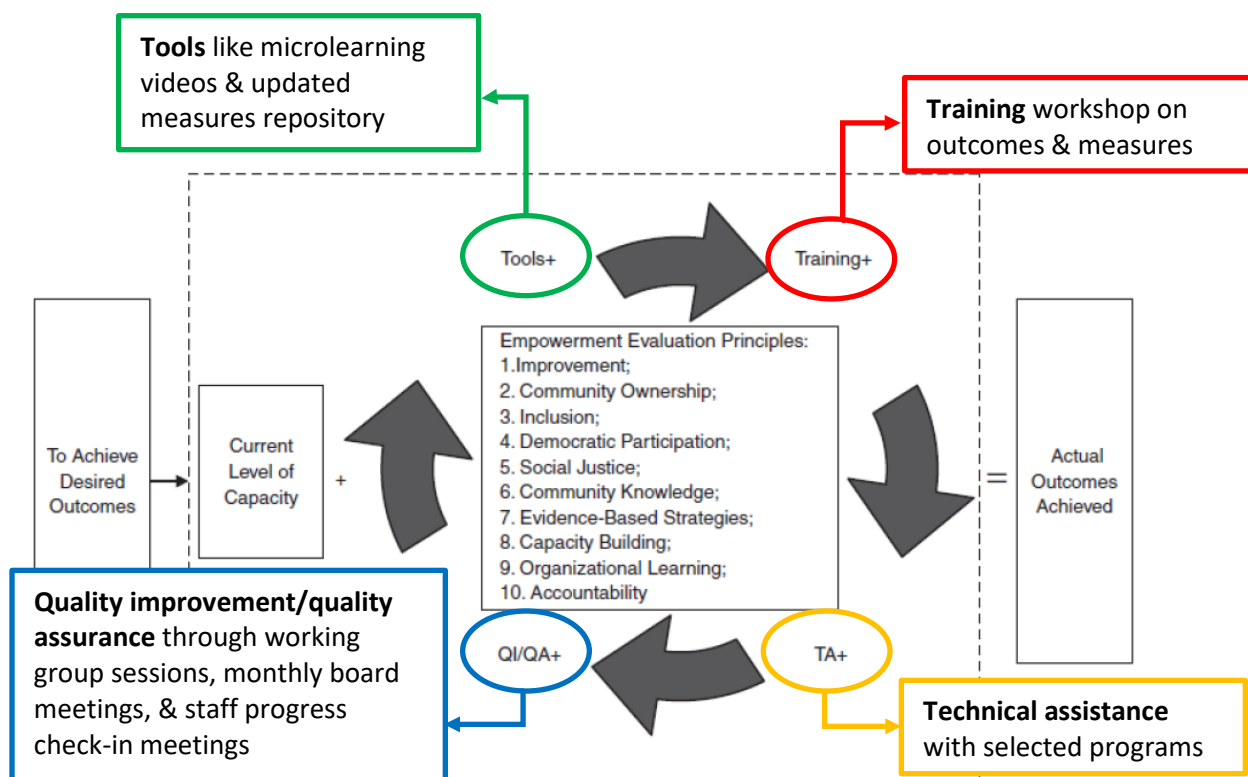 Tools like microlearning
videos & updated
measures repository
Training workshop on
outcomes & measures
Tools+
Training+
To Achieve
Desired
Outcomes
Current
Level of
Capacity
+
Empowerment Evaluation Principles:
1.Improvement;
2. Community Ownership;
3. Inclusion;
4. Democratic Participation;
5. Social Justice;
6. Community Knowledge;
7. Evidence-Based Strategies;
8. Capacity Building;
9. Organizational Learning;
10. Accountability
=
Actual
Outcomes
Achieved
QI/QA+
TA+
Quality improvement/quality
assurance through working
group sessions, monthly board
meetings, & staff progress
check-in meetings
Technical assistance
with selected programs